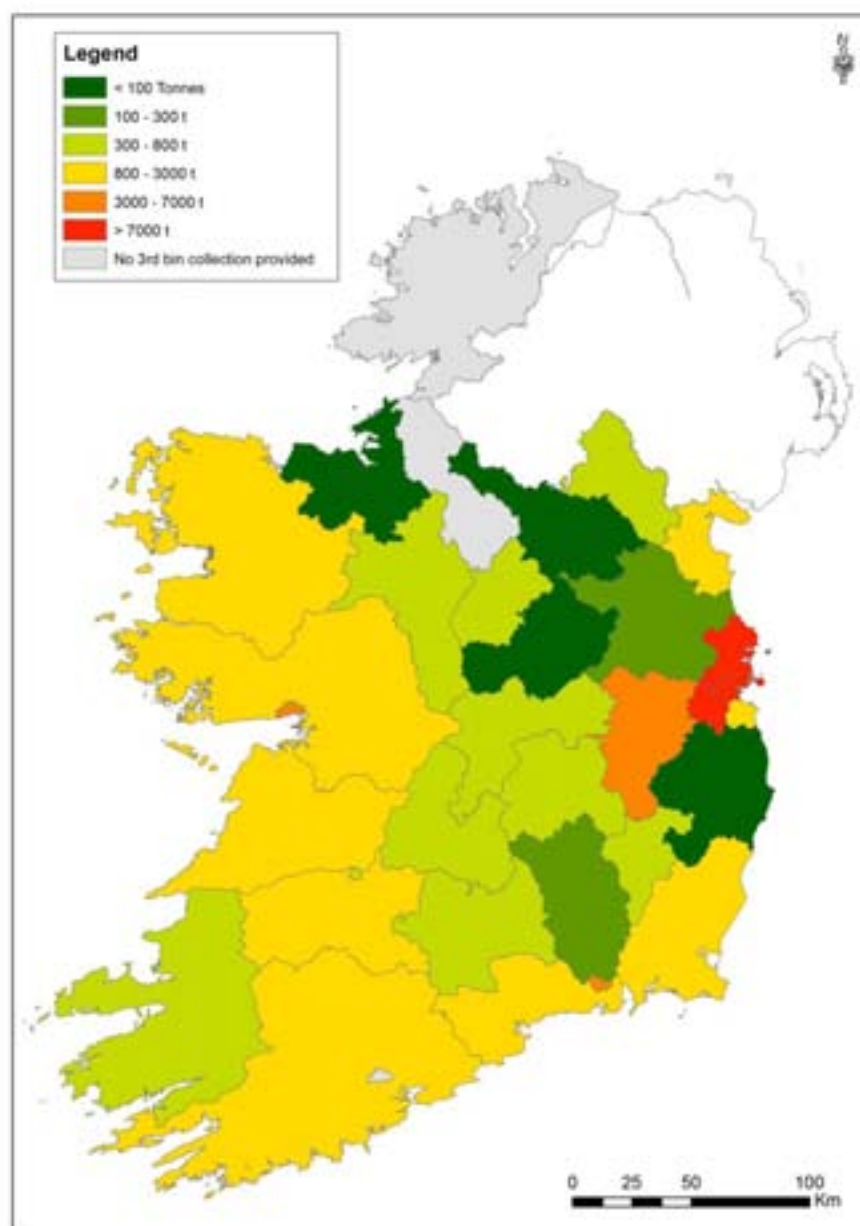 Legend
< 100 Tonnes
100 - 300 t
300 - 800 t
800 - 3000 t
3000 - 7000 t
> 7000 t
No 3rd bin collection provided
N
0 25 50 100
Km